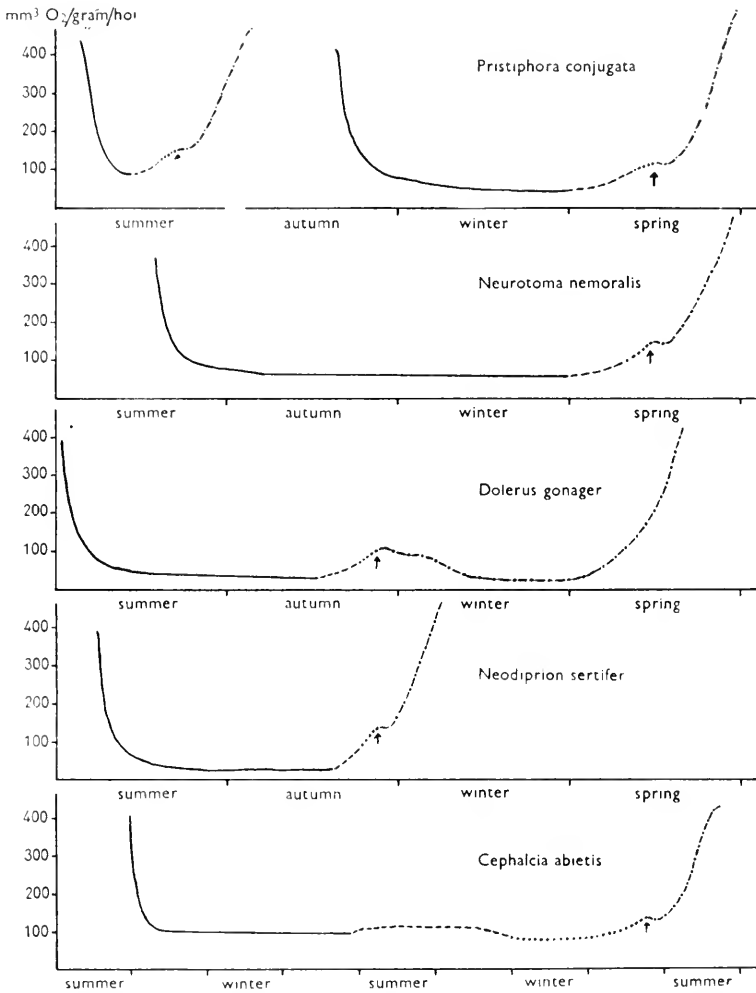 mm³ O₂/gram/hou
400
300
200
100
Pristiphora conjugata
summer autumn winter spring
400
300
200
100
Neurotoma nemoralis
summer autumn winter spring
400
300
200
100
Dolerus gonager
summer autumn winter spring
400
300
200
100
Neodiprion sertifer
summer autumn winter spring
400
300
200
100
Cephalcia abietis
summer winter summer winter summer